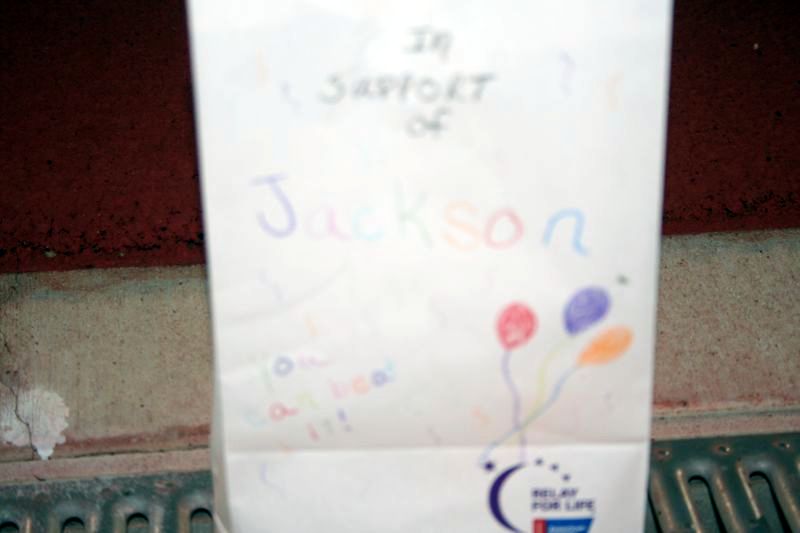 In
SUPPORT
of
Jackson
You
can beat
it!
RELAY
FOR LIFE